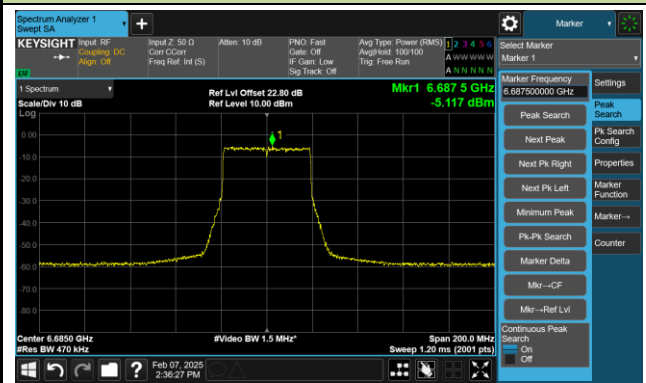 Spectrum Analyzer 1
Swept SA
+
Marker
KEYSIGHT
Input: RF
Coupling: DC
Align: Off
Input Z: 50 Ω
Corr CCorr
Freq Ref: Int (S)
Atten: 10 dB
PNO: Fast
Gate: Off
IF Gain: Low
Sig Track: Off
Avg Type: Power (RMS)
Avg|Hold: 100/100
Trig: Free Run
1 2 3 4 5 6
A W W W W W
A N N N N N
LXI
Select Marker
Marker 1
1 Spectrum
Scale/Div 10 dB
Log
Ref Lvl Offset 22.80 dB
Ref Level 10.00 dBm
Mkr1 6.687 5 GHz
-5.117 dBm
Marker Frequency
6.687500000 GHz
Peak Search
Next Peak
Next Pk Right
Next Pk Left
Minimum Peak
Pk-Pk Search
Marker Delta
Mkr→CF
Mkr→Ref Lvl
Continuous Peak
Search
On
Off
Settings
Peak
Search
Pk Search
Config
Properties
Marker
Function
Marker→
Counter
1
0.00
-10.0
-20.0
-30.0
-40.0
-50.0
-60.0
-70.0
-80.0
Center 6.6850 GHz
#Res BW 470 kHz
#Video BW 1.5 MHz*
Span 200.0 MHz
Sweep 1.20 ms (2001 pts)
?
Feb 07, 2025
2:36:27 PM